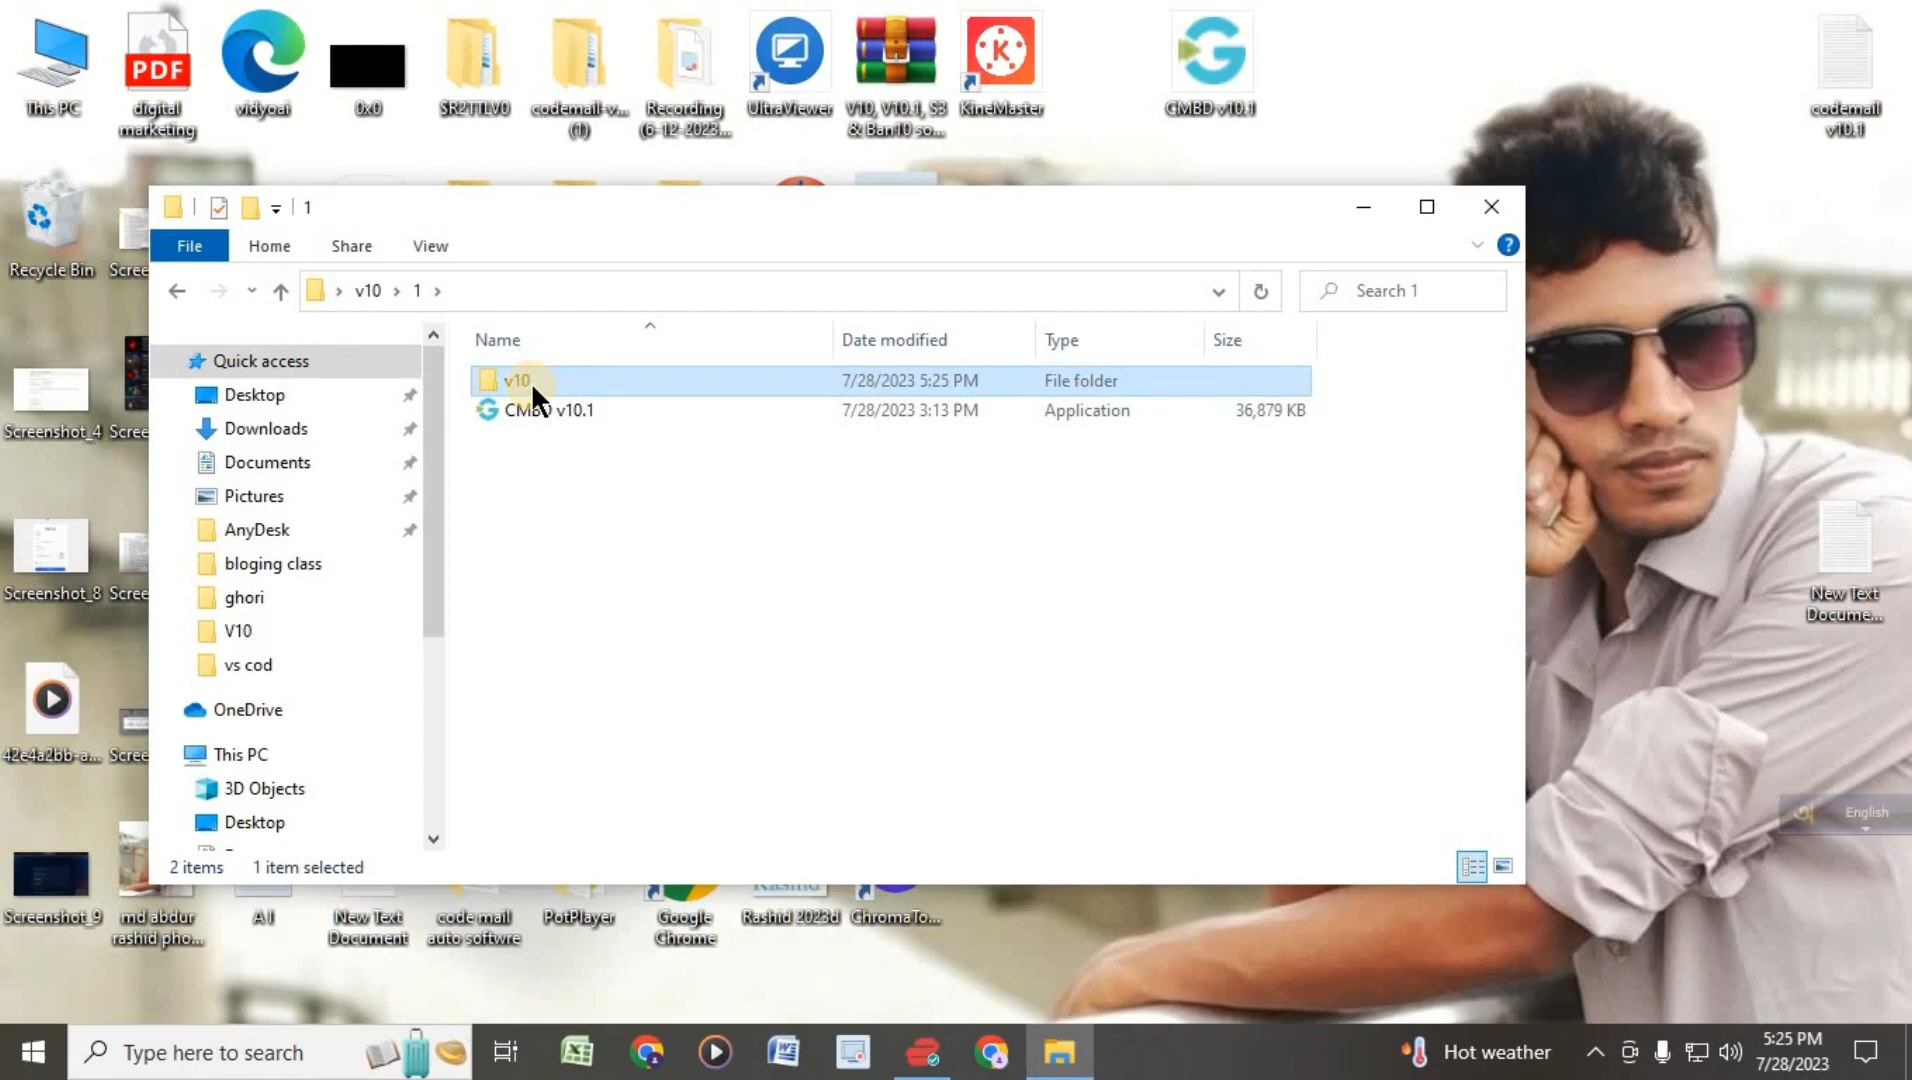 This PC
PDF
digital
marketing
vidyoai
0x0
SR2TTLV0
codemail-v...
(1)
Recording
(6-12-2023...
UltraViewer
V10, V10.1, S3
& Ban10 so...
KineMaster
CMBD v10.1
codemail
v10.1
Recycle Bin
Scree
1
File
Home
Share
View
v10
1
Search 1
Name
Date modified
Type
Size
v10
7/28/2023 5:25 PM
File folder
CMBD v10.1
7/28/2023 3:13 PM
Application
36,879 KB
Quick access
Desktop
Downloads
Documents
Pictures
AnyDesk
bloging class
ghori
V10
vs cod
OneDrive
This PC
3D Objects
Desktop
2 items
1 item selected
Screenshot_4
Scree
Screenshot_8
Scree
42e4a2bb-a...
Scree
New Text
Docume...
English
Screenshot_9
md abdur
rashid pho...
A I
New Text
Document
code mail
auto softwre
PotPlayer
Google
Chrome
Rashid 2023d
ChromaTo...
Type here to search
Hot weather
5:25 PM
7/28/2023